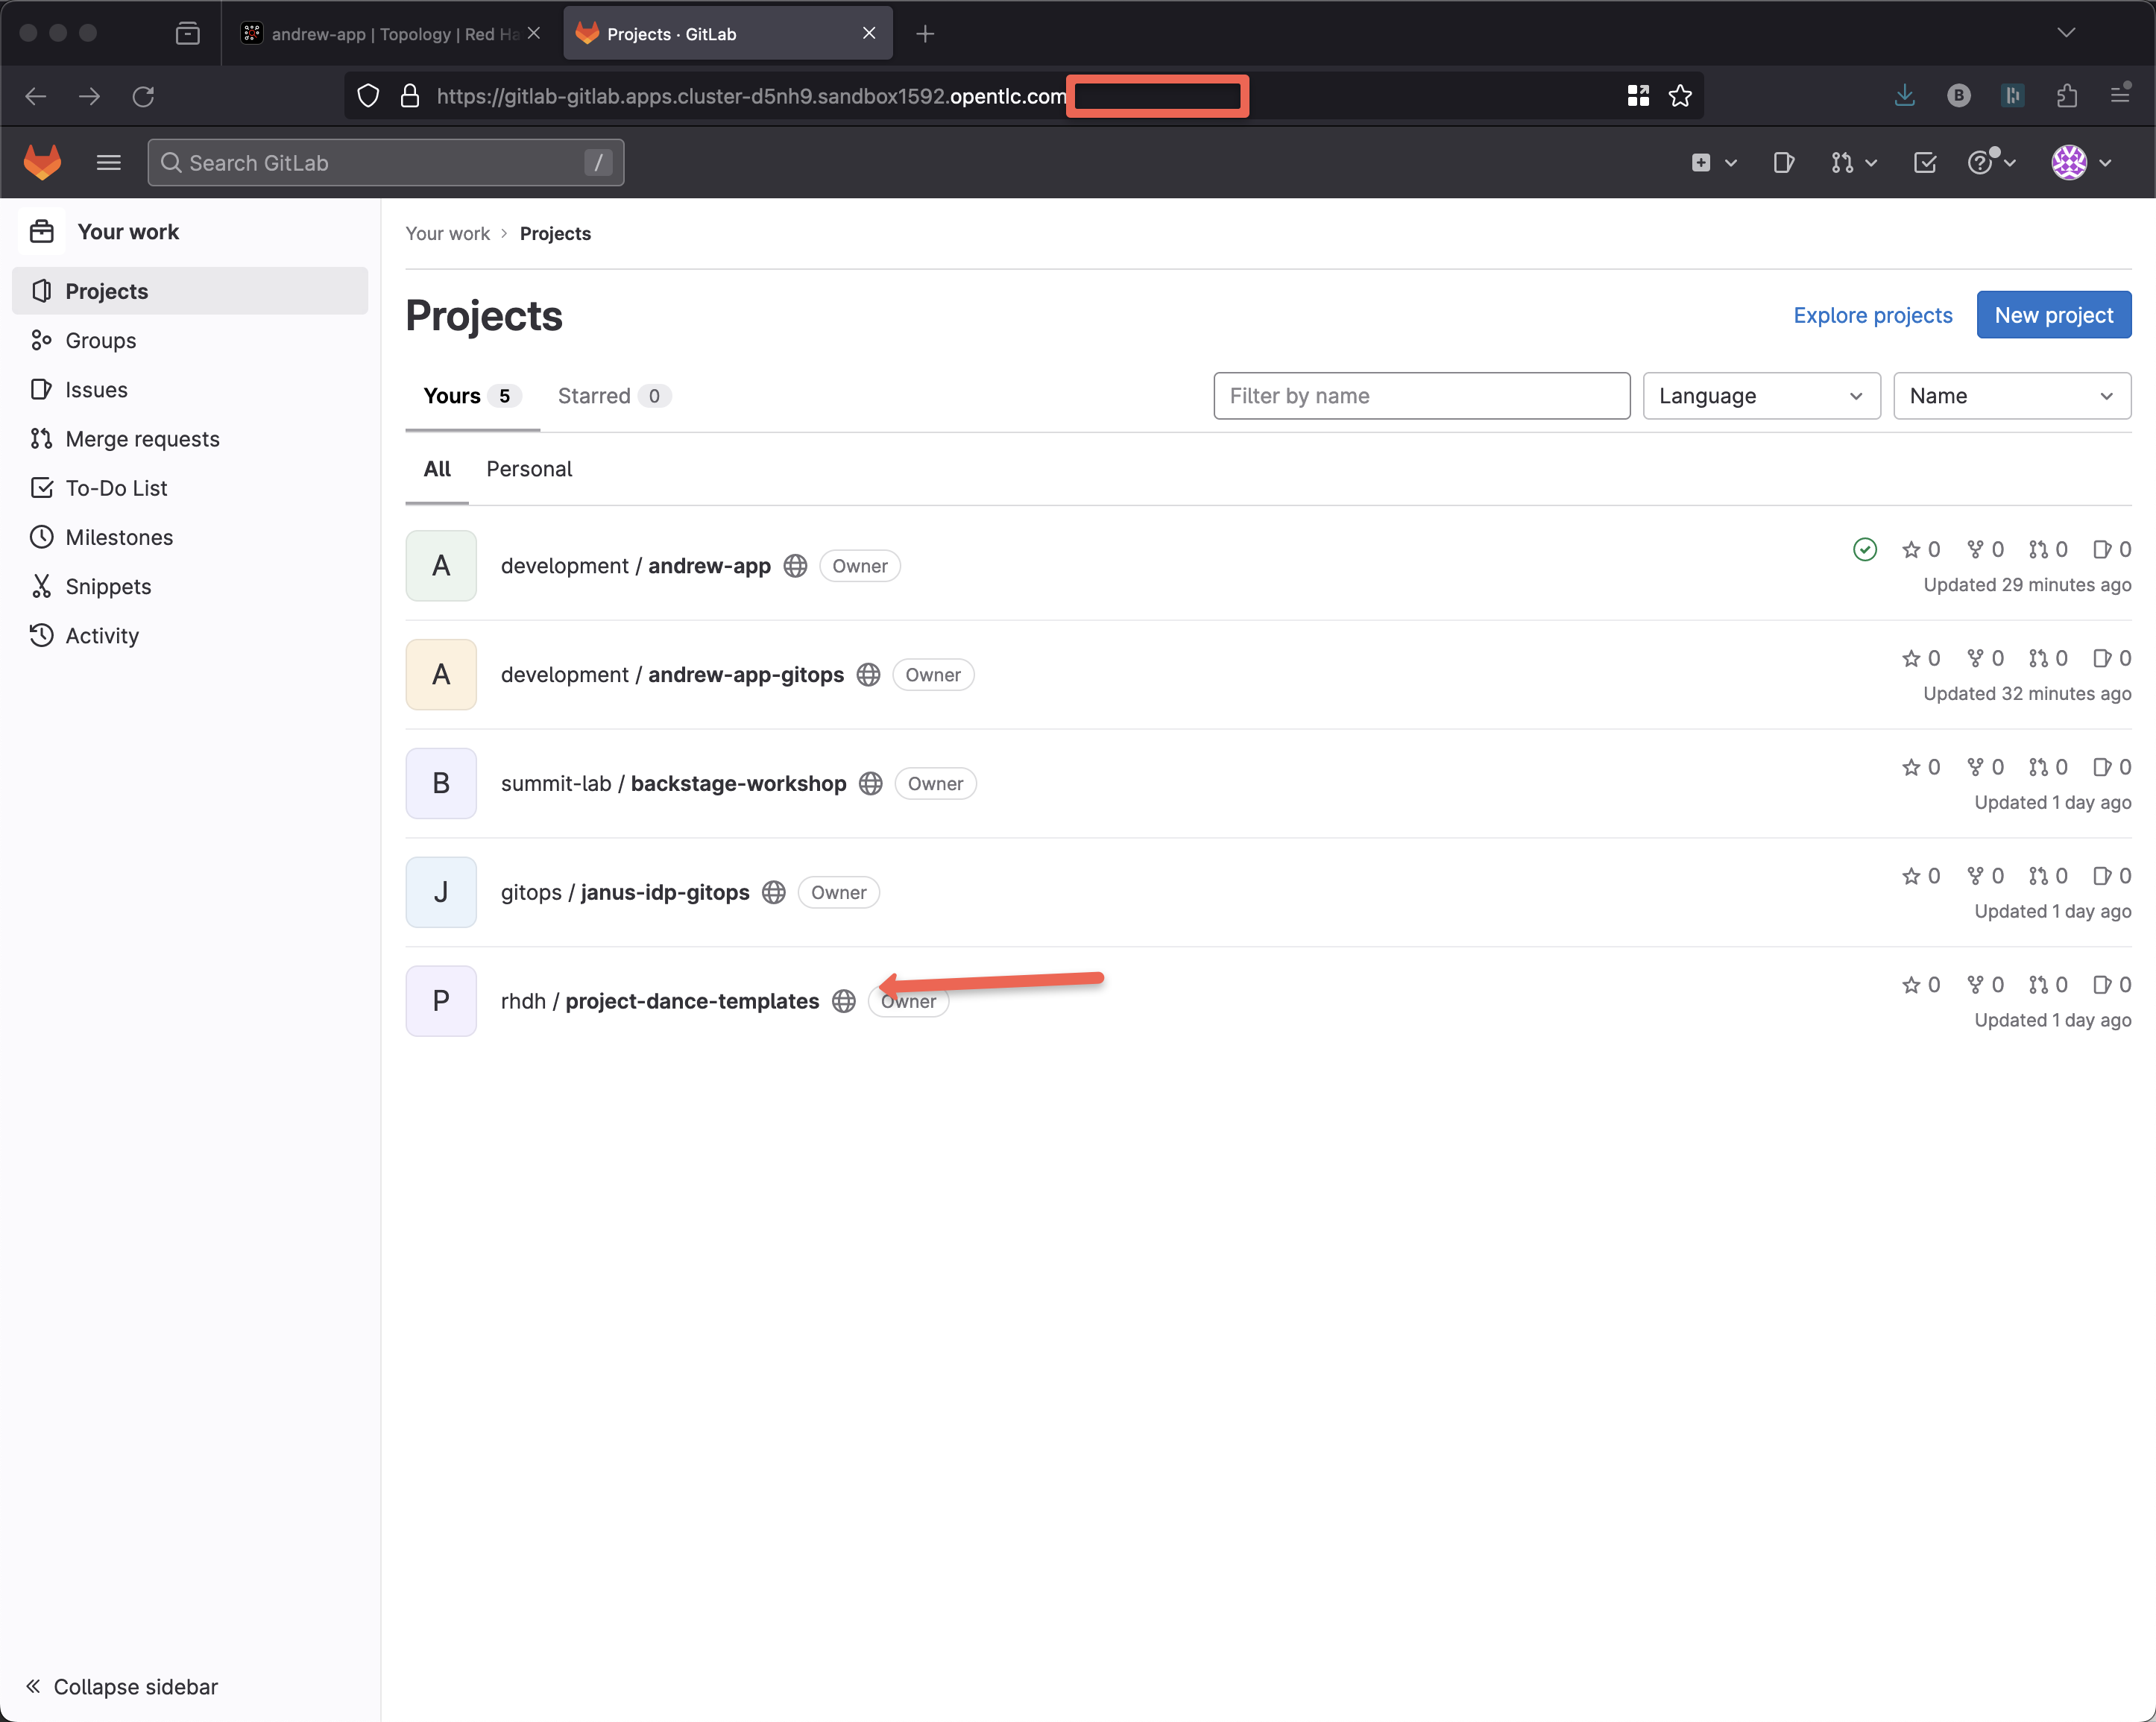 andrew-app | Topology | Red Ha
Projects · GitLab
https://gitlab-gitlab.apps.cluster-d5nh9.sandbox1592.opentlc.com
B
Search GitLab
/
Your work
Projects
Groups
Issues
Merge requests
To-Do List
Milestones
Snippets
Activity
Collapse sidebar
Your work > Projects
Projects
Explore projects
New project
Yours 5
Starred 0
Filter by name
Language
Name
All
Personal
A
development / andrew-app
Owner
0 0 0 0
Updated 29 minutes ago
A
development / andrew-app-gitops
Owner
0 0 0 0
Updated 32 minutes ago
B
summit-lab / backstage-workshop
Owner
0 0 0 0
Updated 1 day ago
J
gitops / janus-idp-gitops
Owner
0 0 0 0
Updated 1 day ago
P
rhdh / project-dance-templates
Owner
0 0 0 0
Updated 1 day ago